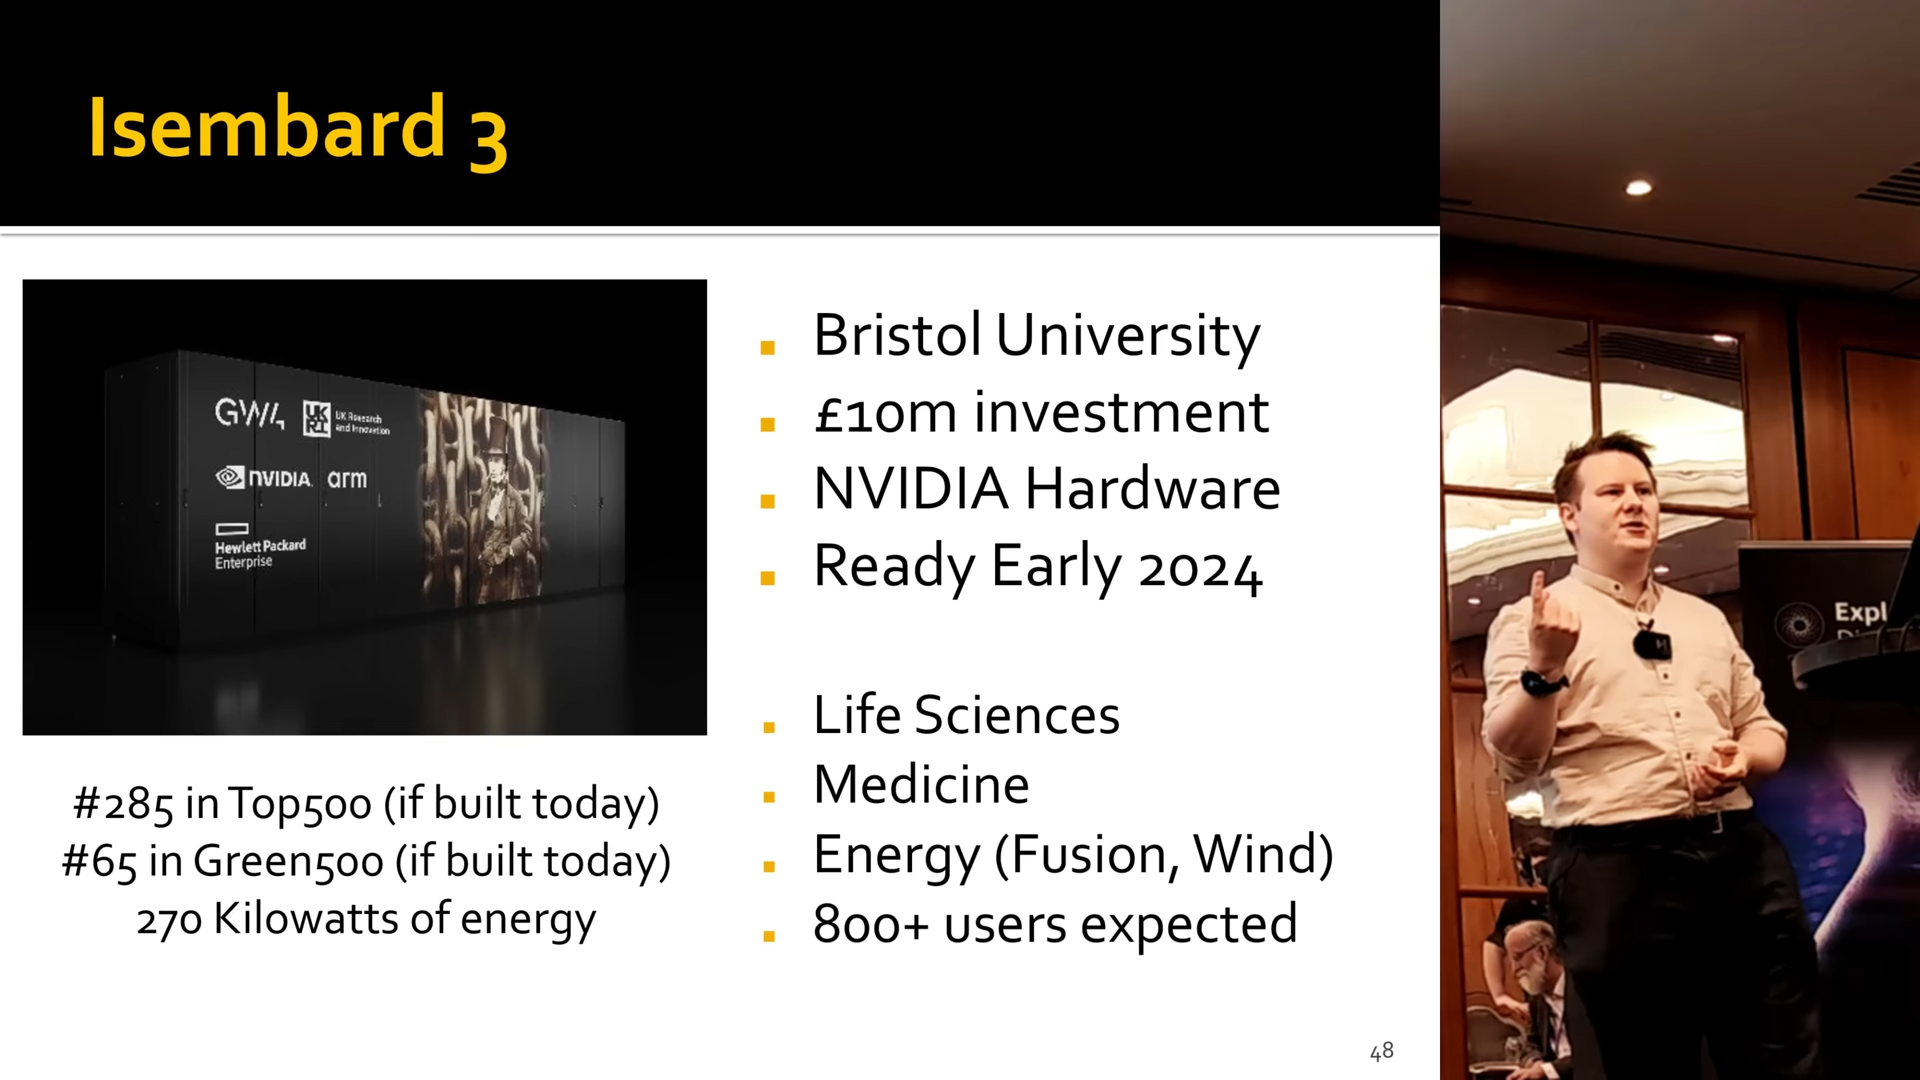 Isembard 3
GW4
UK
RI
UK Research
and Innovation
NVIDIA
arm
Hewlett Packard
Enterprise
#285 in Top500 (if built today)
#65 in Green500 (if built today)
270 Kilowatts of energy
Bristol University
£10m investment
NVIDIA Hardware
Ready Early 2024
Life Sciences
Medicine
Energy (Fusion, Wind)
800+ users expected
48
Expl